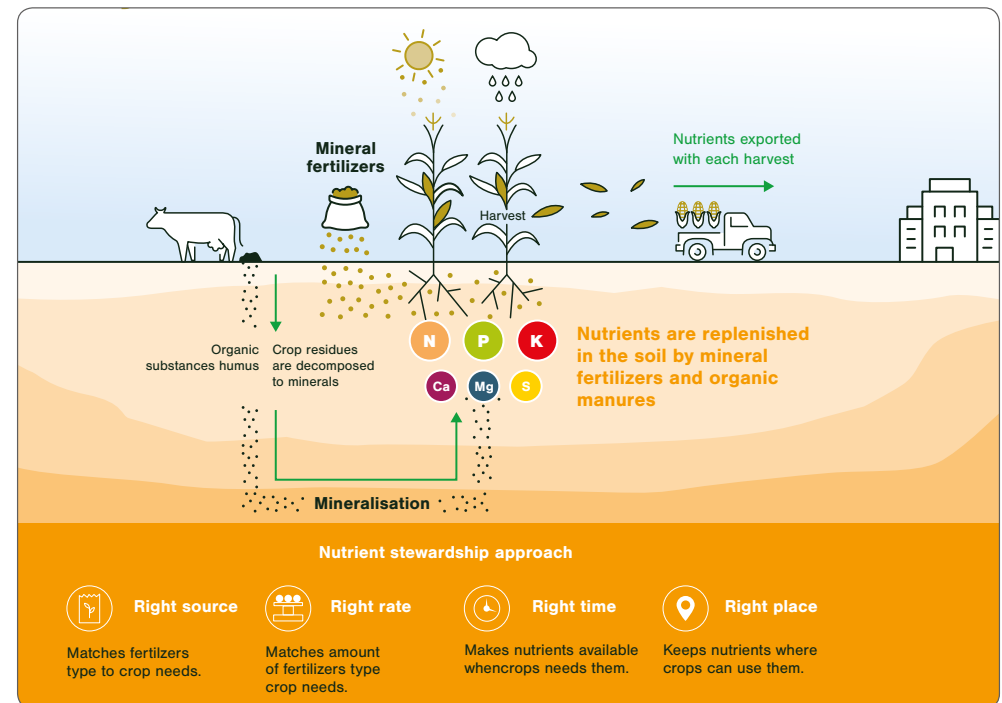 Mineral
fertilizers
Nutrients exported
with each harvest
Harvest
Organic
substances humus
Crop residues
are decomposed
to minerals
N
P
K
Ca
Mg
S
Nutrients are replenished
in the soil by mineral
fertilizers and organic
manures
Mineralisation
Nutrient stewardship approach
Right source
Matches fertilzers
type to crop needs.
Right rate
Matches amount
of fertilizers type
crop needs.
Right time
Makes nutrients available
whencrops needs them.
Right place
Keeps nutrients where
crops can use them.